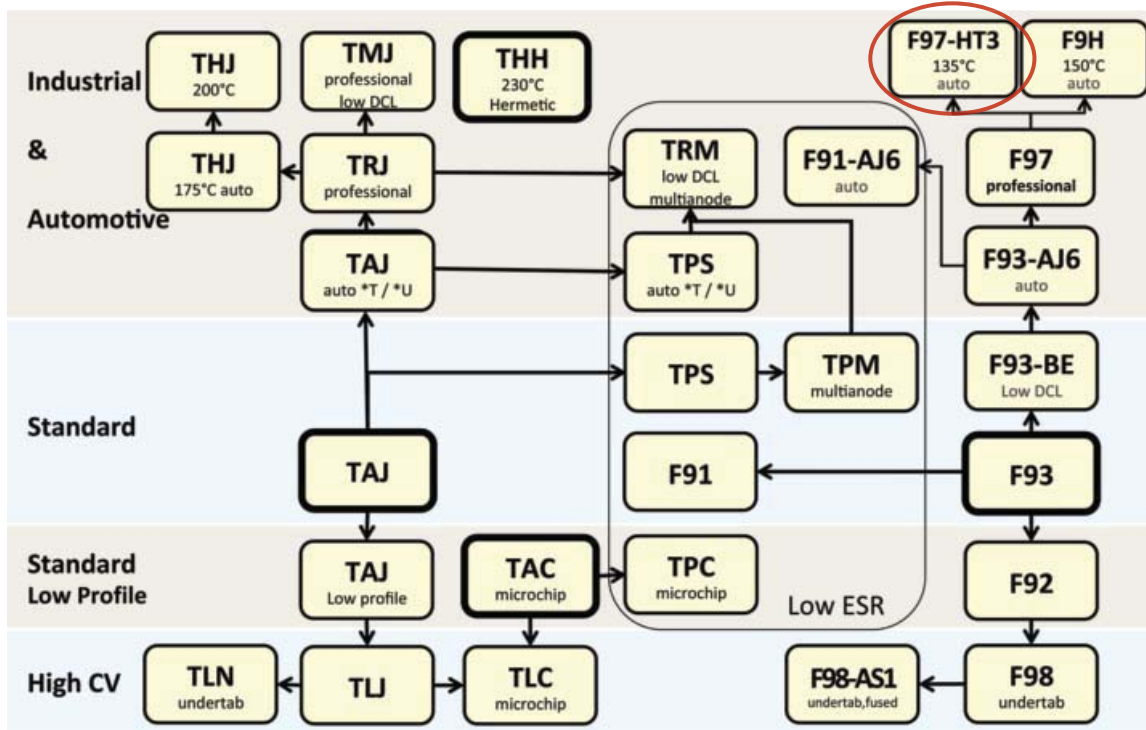 Industrial
&
Automotive
THJ
200°C
TMJ
professional
low DCL
THH
230°C
Hermetic
F97-HT3
135°C
auto
F9H
150°C
auto
THJ
175°C auto
TRJ
professional
TRM
low DCL
multianode
F91-AJ6
auto
F97
professional
TAJ
auto *T / *U
TPS
auto *T / *U
F93-AJ6
auto
Standard
TPS
TPM
multianode
F93-BE
Low DCL
TAJ
F91
F93
Standard
Low Profile
TAJ
Low profile
TAC
microchip
TPC
microchip
Low ESR
F92
High CV
TLN
undertab
TLJ
TLC
microchip
F98-AS1
undertab,fused
F98
undertab